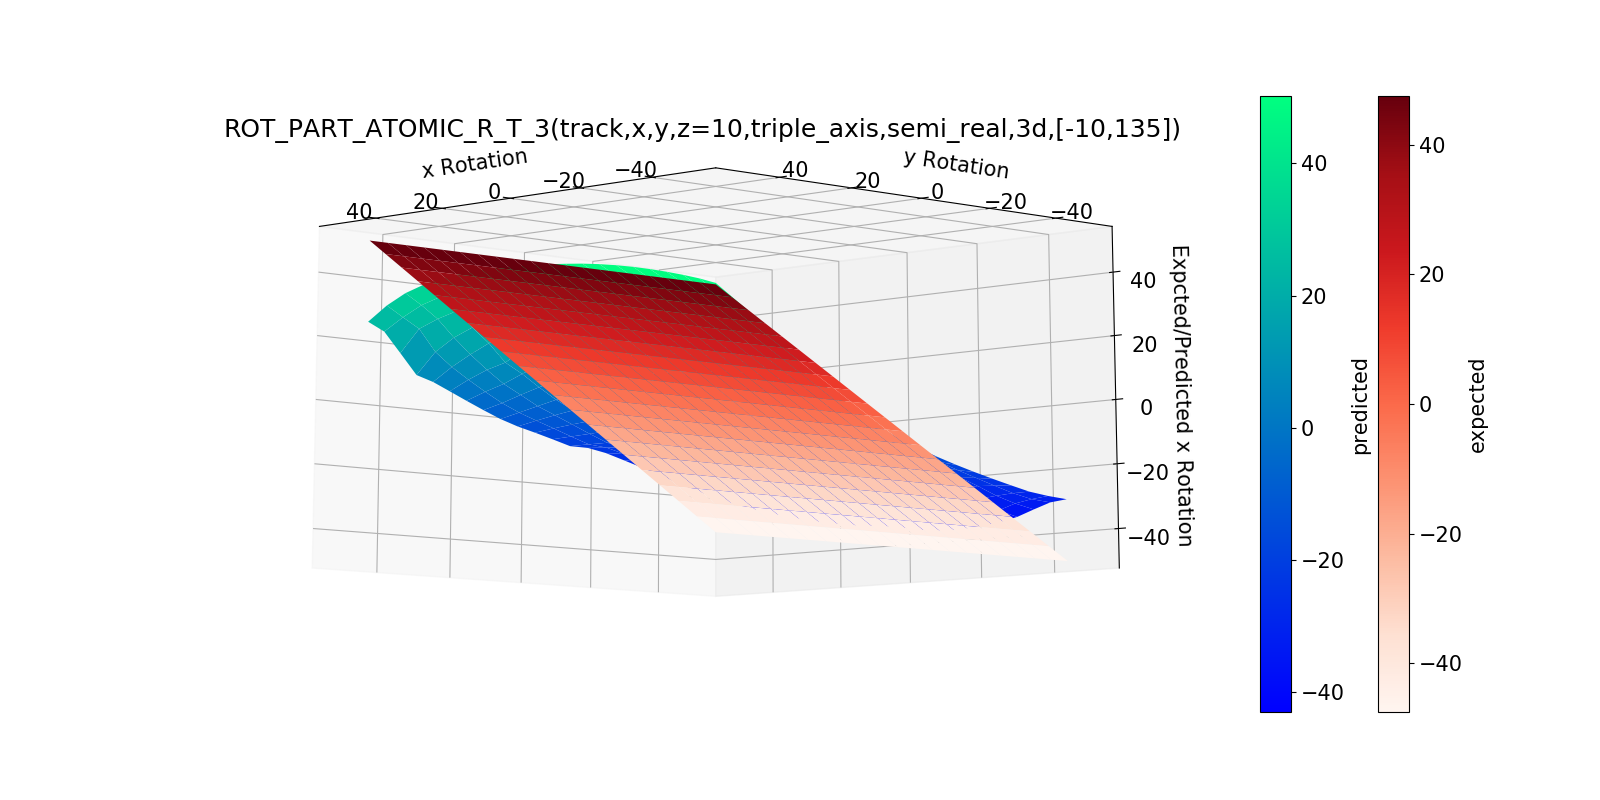 ROT_PART_ATOMIC_R_T_3(track,x,y,z=10,triple_axis,semi_real,3d,[-10,135])
x Rotation
40 20 0 −20 −40
y Rotation
40 20 0 −20 −40
Expcted/Predicted x Rotation
40
20
0
−20
−40
predicted
40
20
0
−20
−40
expected
40
20
0
−20
−40